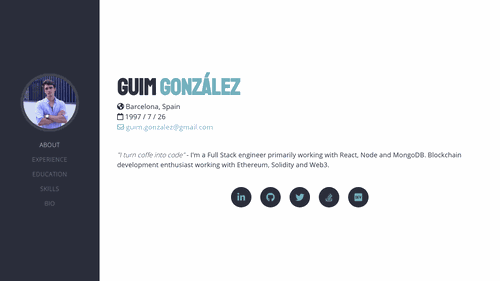 GUIM GONZÁLEZ
Barcelona, Spain
1997 / 7 / 26
guim.gonzalez@gmail.com
"I turn coffe into code" - I'm a Full Stack engineer primarily working with React, Node and MongoDB. Blockchain
development enthusiast working with Ethereum, Solidity and Web3.
ABOUT
EXPERIENCE
EDUCATION
SKILLS
BIO
in